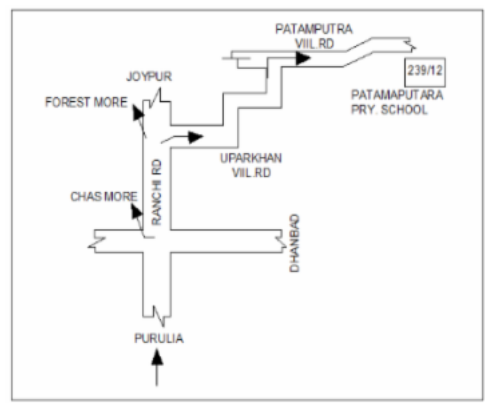 PATAMPUTRA
VIIL.RD
239/12
JOYPUR
PATAMAPUTARA
PRY. SCHOOL
FOREST MORE
UPARKHAN
VIIL.RD
RANCHI RD
CHAS MORE
DHANBAD
PURULIA